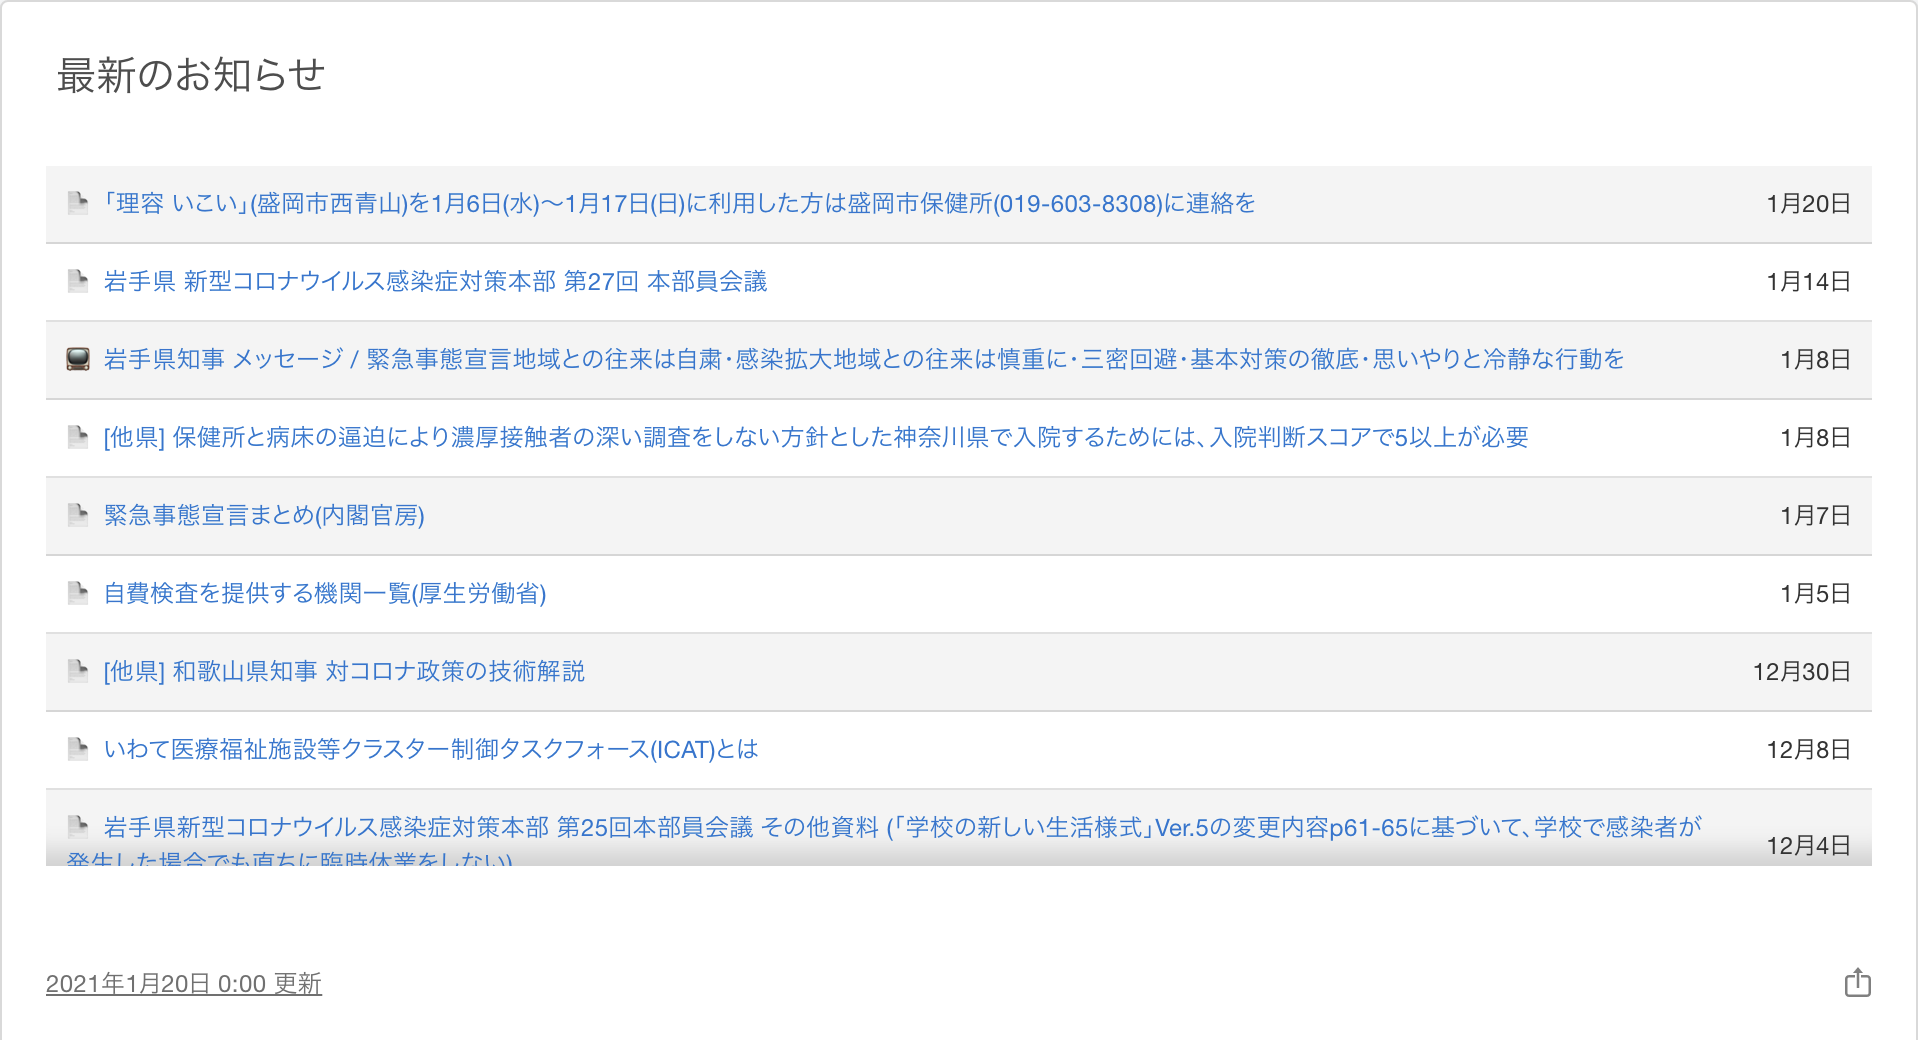 最新のお知らせ
「理容 いこい」(盛岡市西青山)を1月6日(水)〜1月17日(日)に利用した方は盛岡市保健所(019-603-8308)に連絡を 1月20日
岩手県 新型コロナウイルス感染症対策本部 第27回 本部員会議 1月14日
岩手県知事 メッセージ / 緊急事態宣言地域との往来は自粛・感染拡大地域との往来は慎重に・三密回避・基本対策の徹底・思いやりと冷静な行動を 1月8日
[他県] 保健所と病床の逼迫により濃厚接触者の深い調査をしない方針とした神奈川県で入院するためには、入院判断スコアで5以上が必要 1月8日
緊急事態宣言まとめ(内閣官房) 1月7日
自費検査を提供する機関一覧(厚生労働省) 1月5日
[他県] 和歌山県知事 対コロナ政策の技術解説 12月30日
いわて医療福祉施設等クラスター制御タスクフォース(ICAT)とは 12月8日
岩手県新型コロナウイルス感染症対策本部 第25回本部員会議 その他資料 (「学校の新しい生活様式」Ver.5の変更内容p61-65に基づいて、学校で感染者が 12月4日
発生した場合でも直ちに臨時休業をしない)
2021年1月20日 0:00 更新